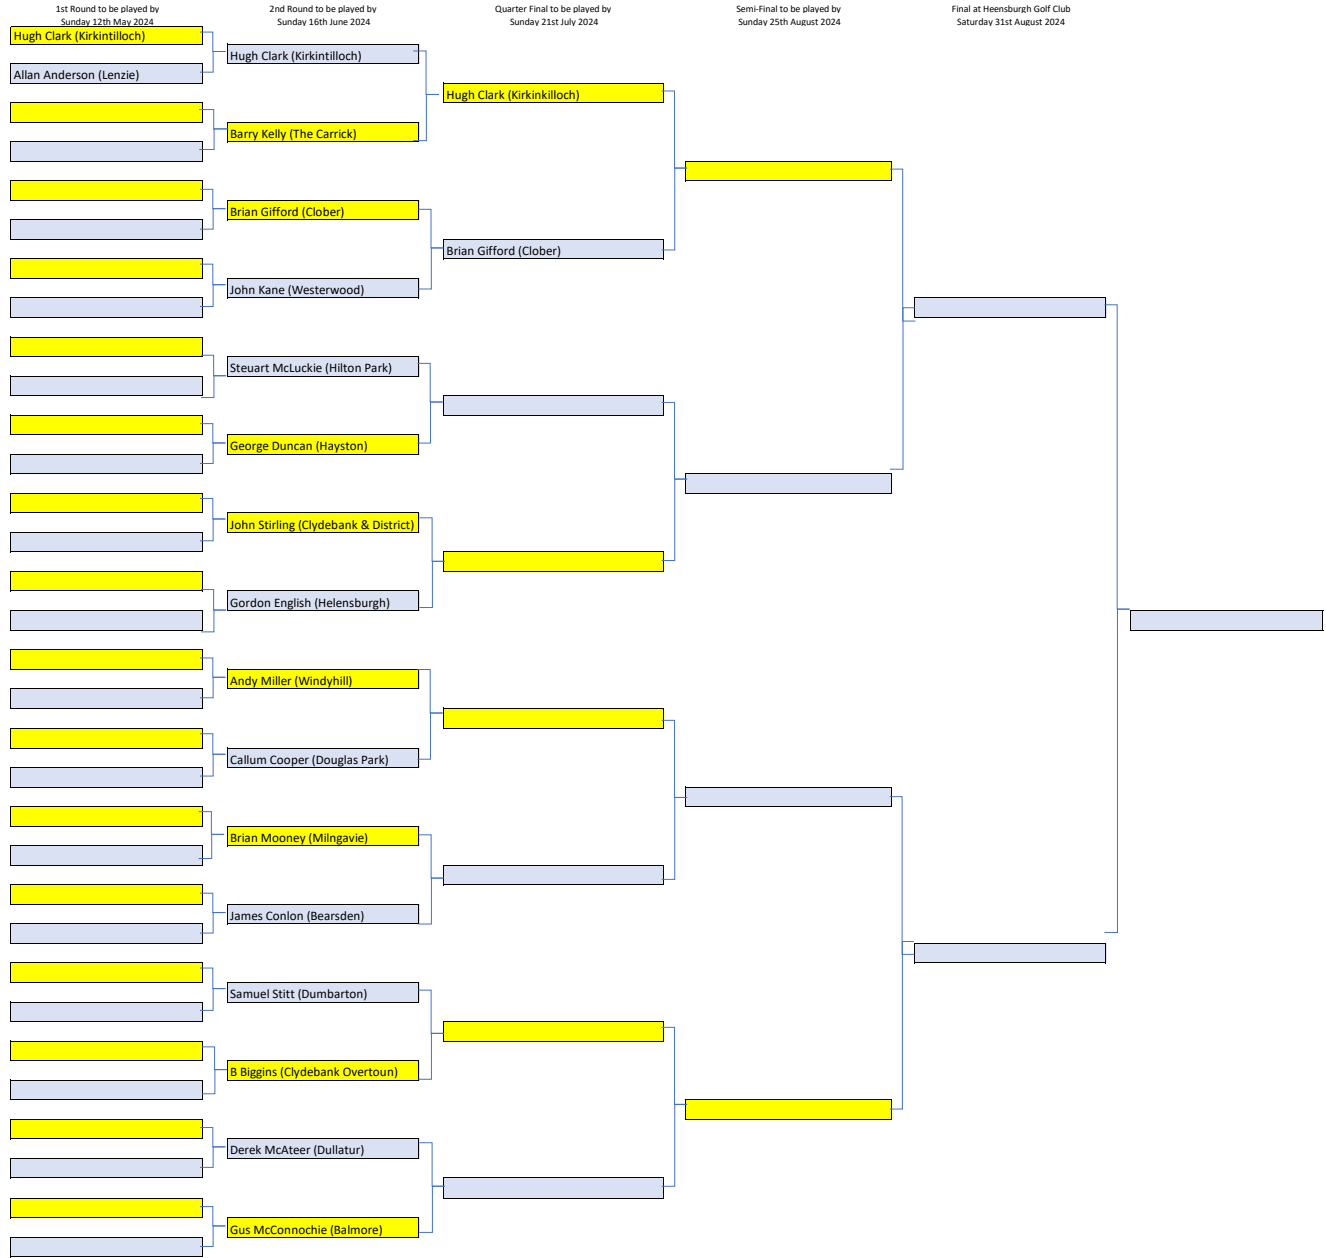 1st Round to be played by
Sunday 12th May 2024
2nd Round to be played by
Sunday 16th June 2024
Quarter Final to be played by
Sunday 21st July 2024
Semi-Final to be played by
Sunday 25th August 2024
Final at Heensburgh Golf Club
Saturday 31st August 2024
Hugh Clark (Kirkintilloch)
Allan Anderson (Lenzie)
Hugh Clark (Kirkintilloch)
Barry Kelly (The Carrick)
Brian Gifford (Clober)
John Kane (Westerwood)
Steuart McLuckie (Hilton Park)
George Duncan (Hayston)
John Stirling (Clydebank & District)
Gordon English (Helensburgh)
Andy Miller (Windyhill)
Callum Cooper (Douglas Park)
Brian Mooney (Milngavie)
James Conlon (Bearsden)
Samuel Stitt (Dumbarton)
B Biggins (Clydebank Overtoun)
Derek McAteer (Dullatur)
Gus McConnochie (Balmore)
Hugh Clark (Kirkinkilloch)
Brian Gifford (Clober)